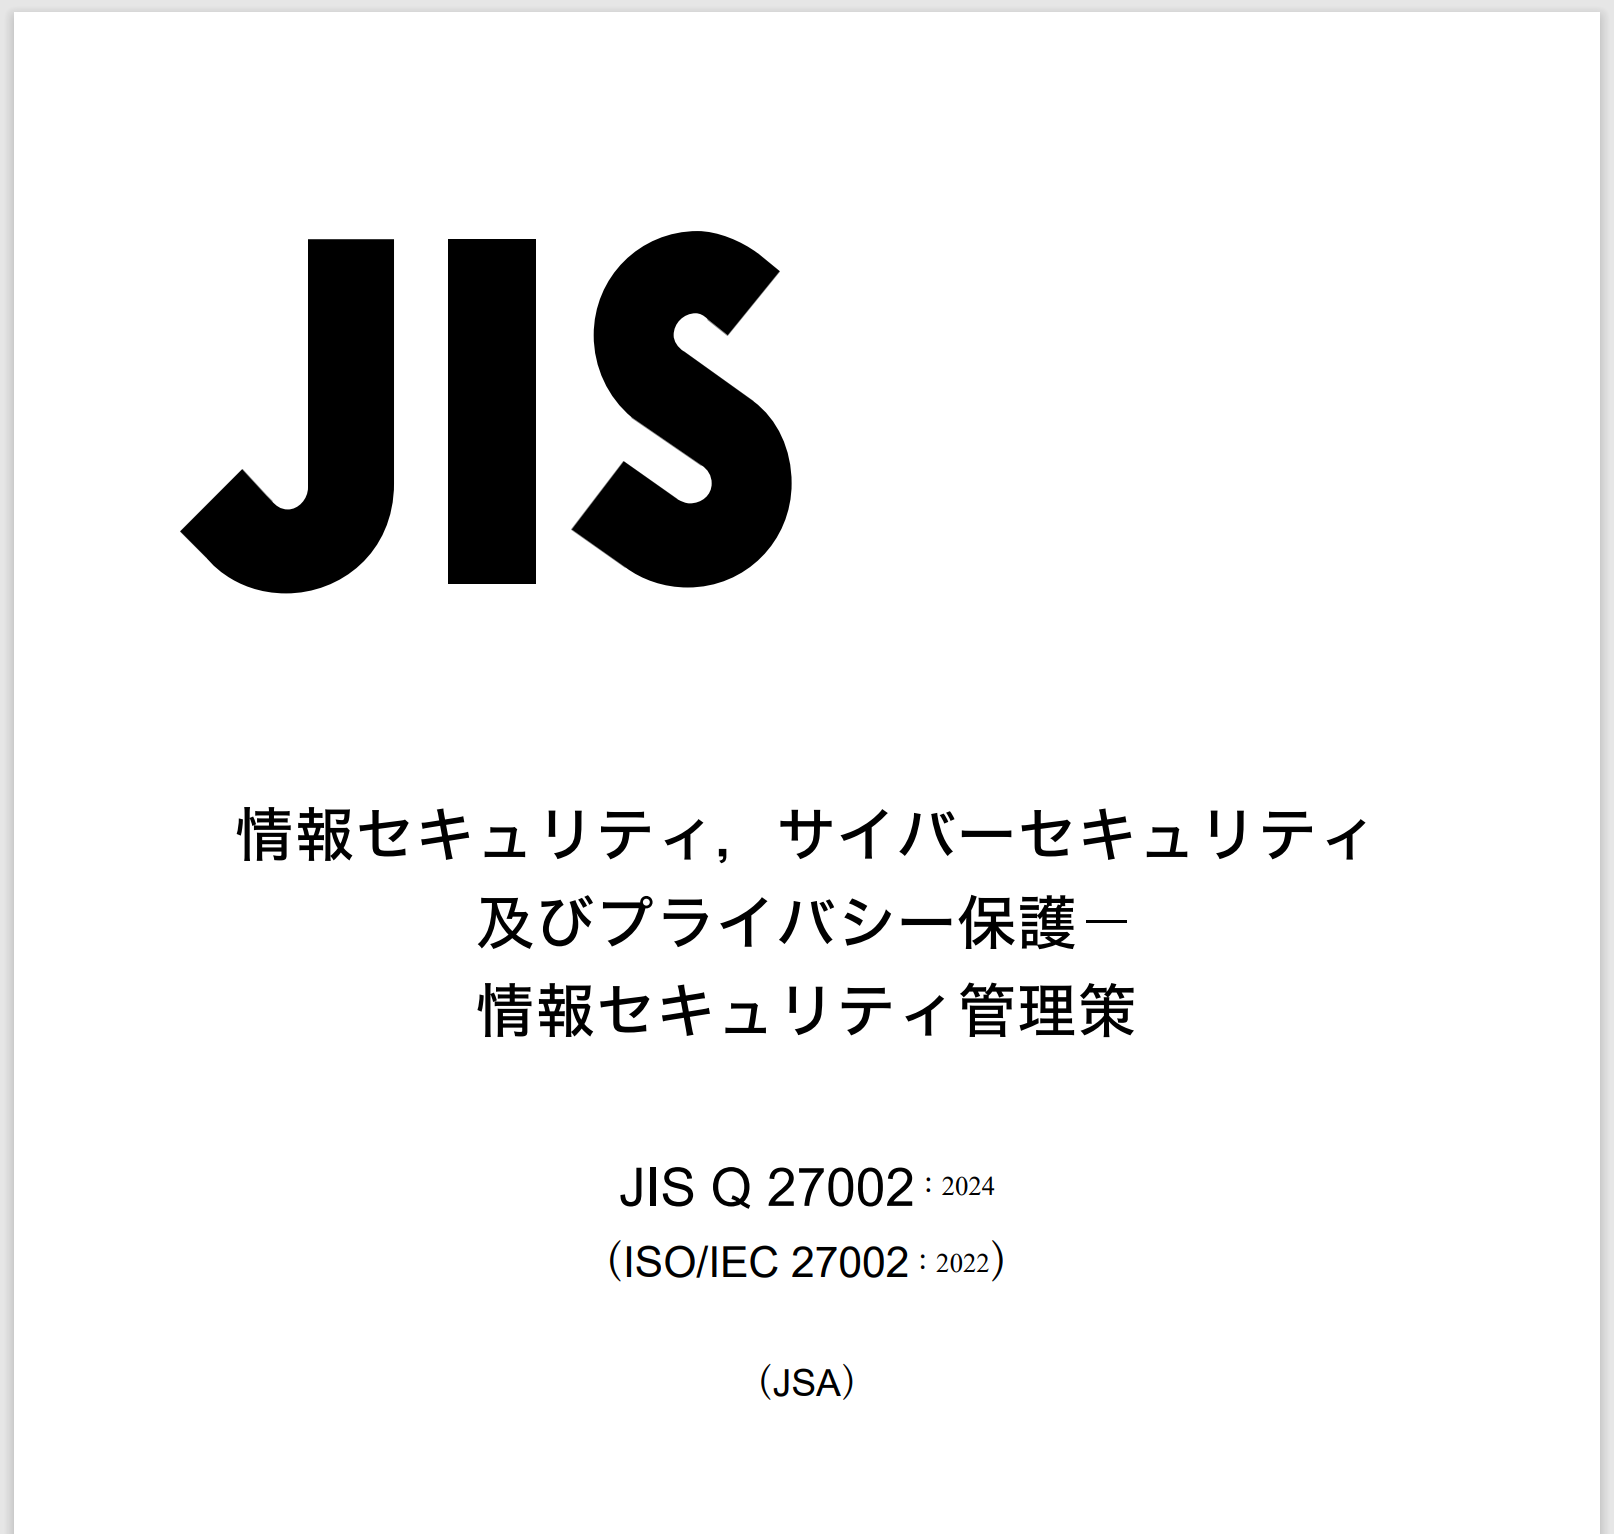 JIS
情報セキュリティ，サイバーセキュリティ
及びプライバシー保護－
情報セキュリティ管理策
JIS Q 27002：2024
（ISO/IEC 27002：2022）
（JSA）